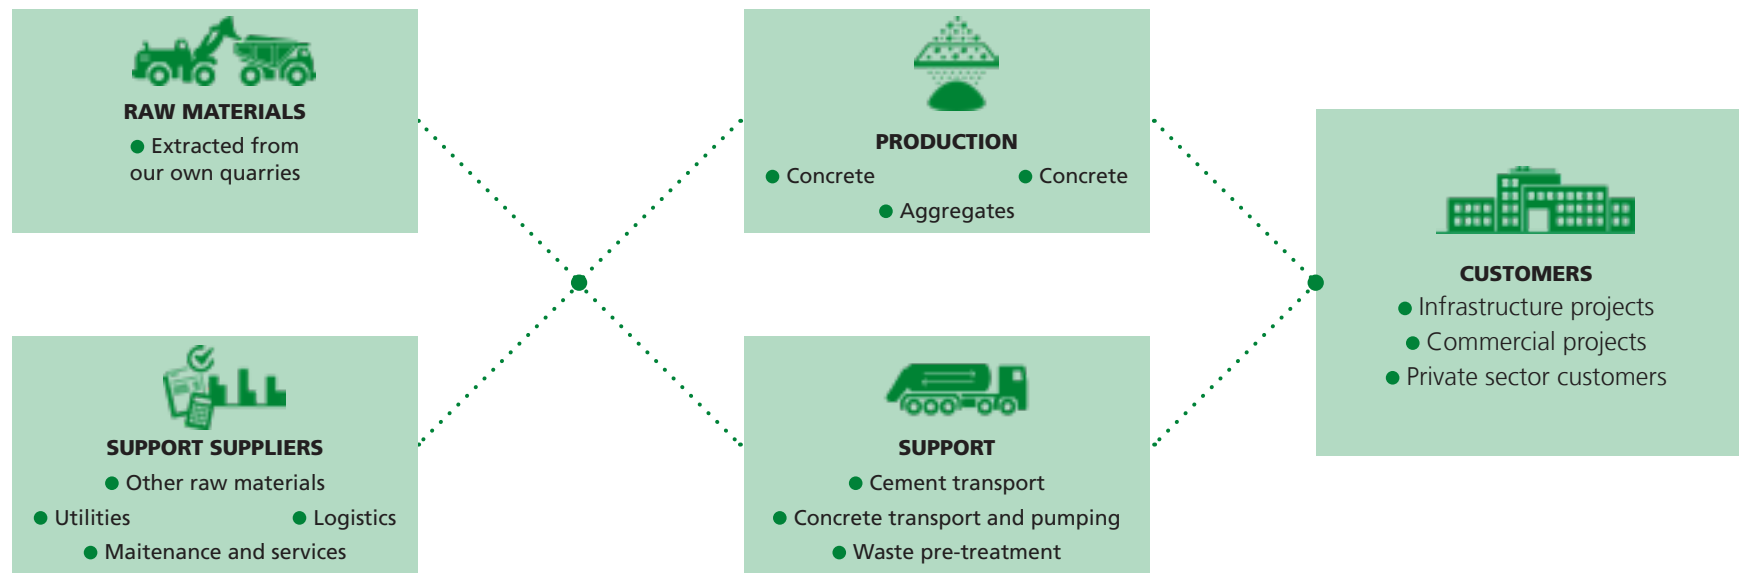 RAW MATERIALS
● Extracted from
our own quarries
PRODUCTION
● Concrete ● Concrete
● Aggregates
CUSTOMERS
● Infrastructure projects
● Commercial projects
● Private sector customers
SUPPORT SUPPLIERS
● Other raw materials
● Utilities ● Logistics
● Maitenance and services
SUPPORT
● Cement transport
● Concrete transport and pumping
● Waste pre-treatment